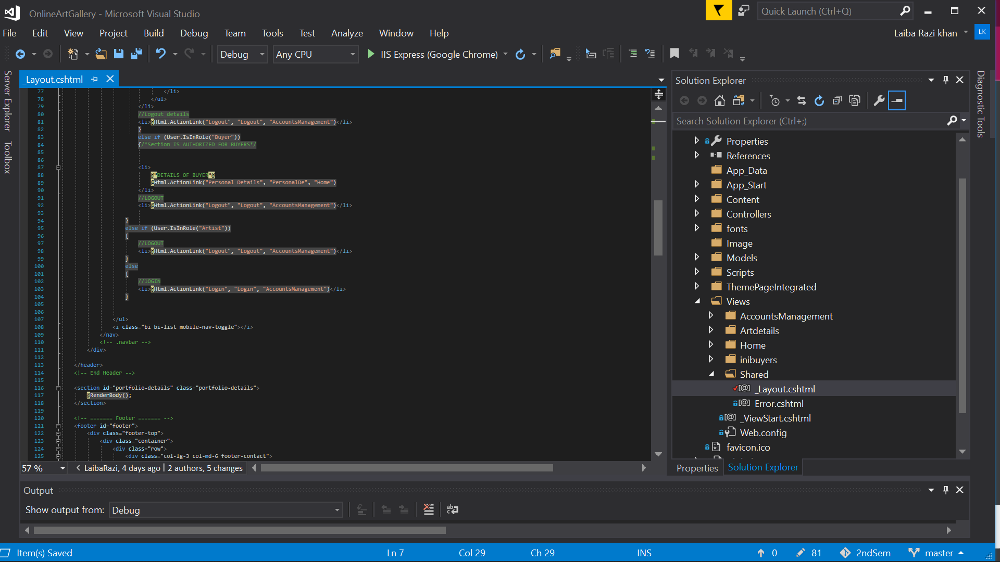 OnlineArtGallery - Microsoft Visual Studio
Quick Launch (Ctrl+Q)
File Edit View Project Build Debug Team Tools Test Analyze Window Help
Laiba Razi khan
LK
Debug
Any CPU
IIS Express (Google Chrome)
Server Explorer
Toolbox
Diagnostic Tools
_Layout.cshtml
77 </li>
78 </ul>
79 </li>
80 //Logout details
81 <li>@Html.ActionLink("Logout", "Logout", "AccountsManagement")</li>
82 }
83 else if (User.IsInRole("Buyer"))
84 {/*Section IS AUTHORIZED FOR BUYERS*/
85
86
87 <li>
88 @*DETAILS OF BUYER*@
89 @Html.ActionLink("Personal Details", "PersonalDe", "Home")
90 </li>
91 //LOGOUT
92 <li>@Html.ActionLink("Logout", "Logout", "AccountsManagement")</li>
93
94 }
95 else if (User.IsInRole("Artist"))
96 {
97 //LOGOUT
98 <li>@Html.ActionLink("Logout", "Logout", "AccountsManagement")</li>
99 }
100 else
101 {
102 //lOGIN
103 <li>@Html.ActionLink("Login", "Login", "AccountsManagement")</li>
104 }
105
106
107 </ul>
108 <i class="bi bi-list mobile-nav-toggle"></i>
109 </nav>
110 <!-- .navbar -->
111 </div>
112
113 </header>
114 <!-- End Header -->
115
116 <section id="portfolio-details" class="portfolio-details">
117 @RenderBody();
118 </section>
119
120 <!-- ======= Footer ======= -->
121 <footer id="footer">
122 <div class="footer-top">
123 <div class="container">
124 <div class="row">
125 <div class="col-lg-3 col-md-6 footer-contact">
57 %
LaibaRazi, 4 days ago | 2 authors, 5 changes
Solution Explorer
Search Solution Explorer (Ctrl+;)
Properties
References
App_Data
App_Start
Content
Controllers
fonts
Image
Models
Scripts
ThemePageIntegrated
Views
AccountsManagement
Artdetails
Home
inibuyers
Shared
_Layout.cshtml
Error.cshtml
_ViewStart.cshtml
Web.config
favicon.ico
Properties Solution Explorer
Output
Show output from: Debug
Item(s) Saved
Ln 7
Col 29
Ch 29
INS
0
81
2ndSem
master